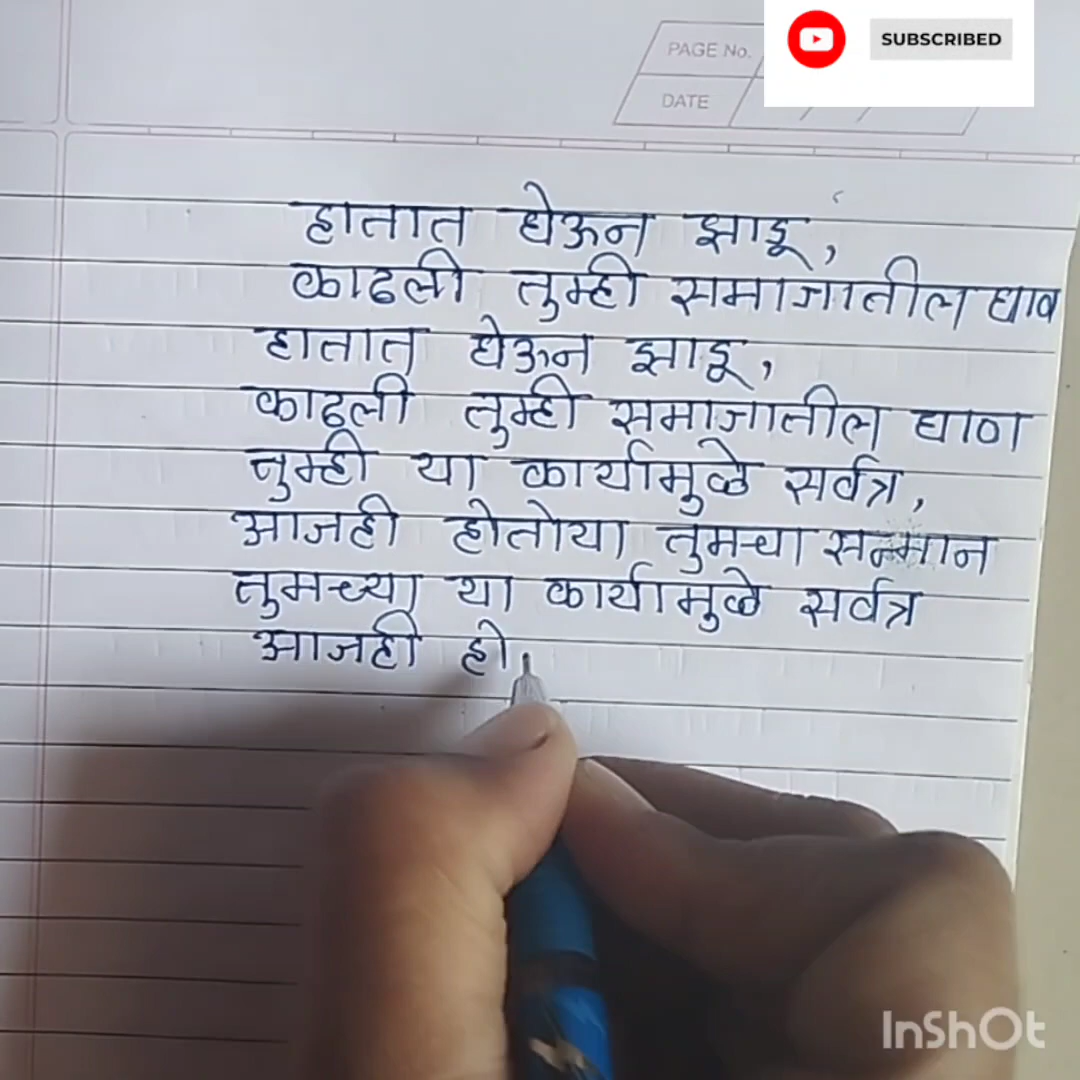 PAGE No.
DATE
SUBSCRIBED
हातात घेऊन झाडू,
काढली तुम्ही समाजातील घाण
हातात घेऊन झाडू,
काढली तुम्ही समाजातील घाण
तुम्ही या कार्यामुळे सर्वत्र,
आजही होतोया तुमचा सन्मान
तुमच्या या कार्यामुळे सर्वत्र
आजही हो
InShOt